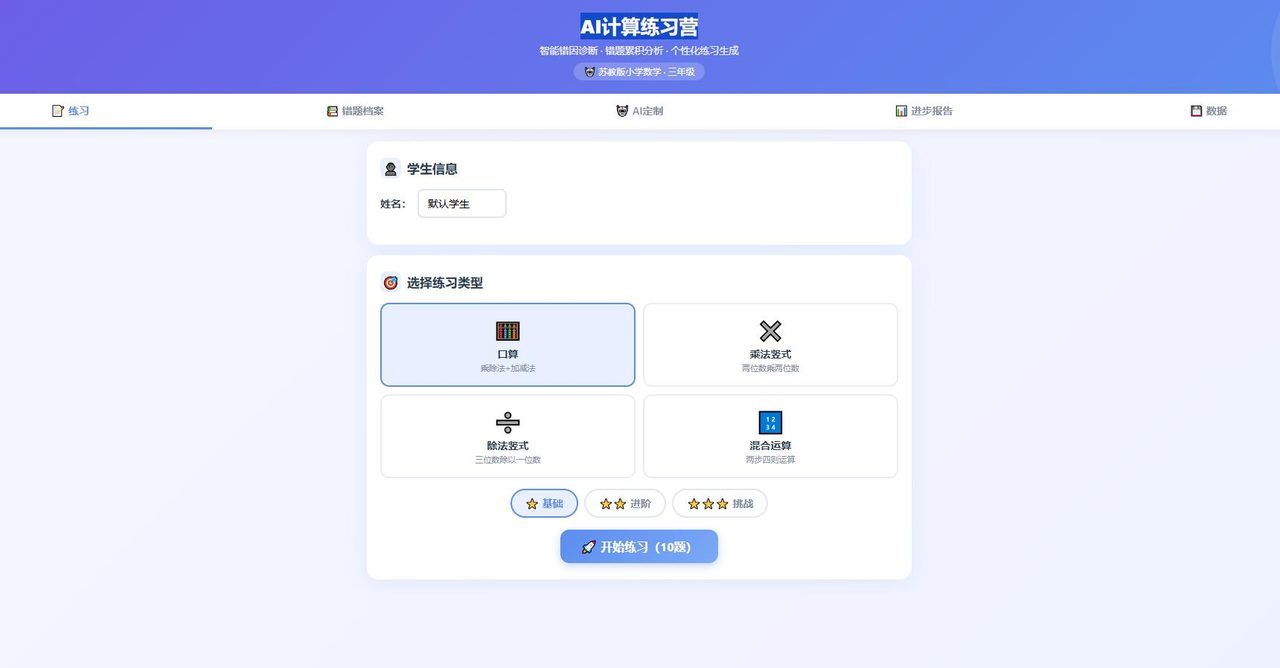 AI计算练习营
智能错因诊断 · 错题累积分析 · 个性化练习生成
苏教版小学数学 · 三年级
练习
错题档案
AI定制
进步报告
数据
学生信息
姓名：
默认学生
选择练习类型
口算
乘除法+加减法
乘法竖式
两位数乘两位数
除法竖式
三位数除以一位数
1 2
3 4
混合运算
两步四则运算
基础
进阶
挑战
开始练习（10题）